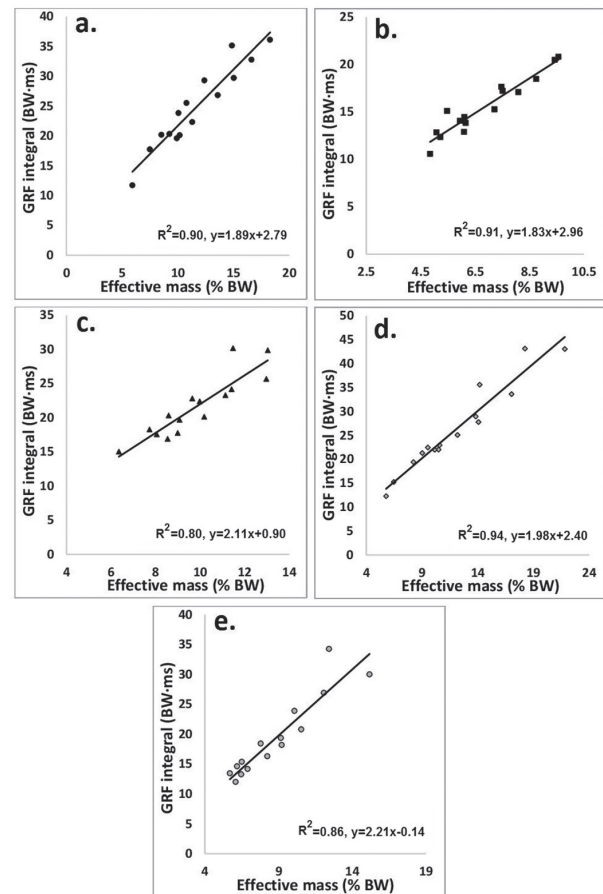 a.
40
35
30
25
20
15
10
5
0
GRF integral (BW·ms)
R²=0.90, y=1.89x+2.79
0 5 10 15 20
Effective mass (% BW)
b.
25
20
15
10
5
0
GRF integral (BW·ms)
R²=0.91, y=1.83x+2.96
2.5 4.5 6.5 8.5 10.5
Effective mass (% BW)
c.
35
30
25
20
15
10
5
0
GRF integral (BW·ms)
R²=0.80, y=2.11x+0.90
4 6 8 10 12 14
Effective mass (% BW)
d.
50
45
40
35
30
25
20
15
10
5
0
GRF integral (BW·ms)
R²=0.94, y=1.98x+2.40
4 9 14 19 24
Effective mass (% BW)
e.
40
35
30
25
20
15
10
5
0
GRF integral (BW·ms)
R²=0.86, y=2.21x-0.14
4 9 14 19
Effective mass (% BW)